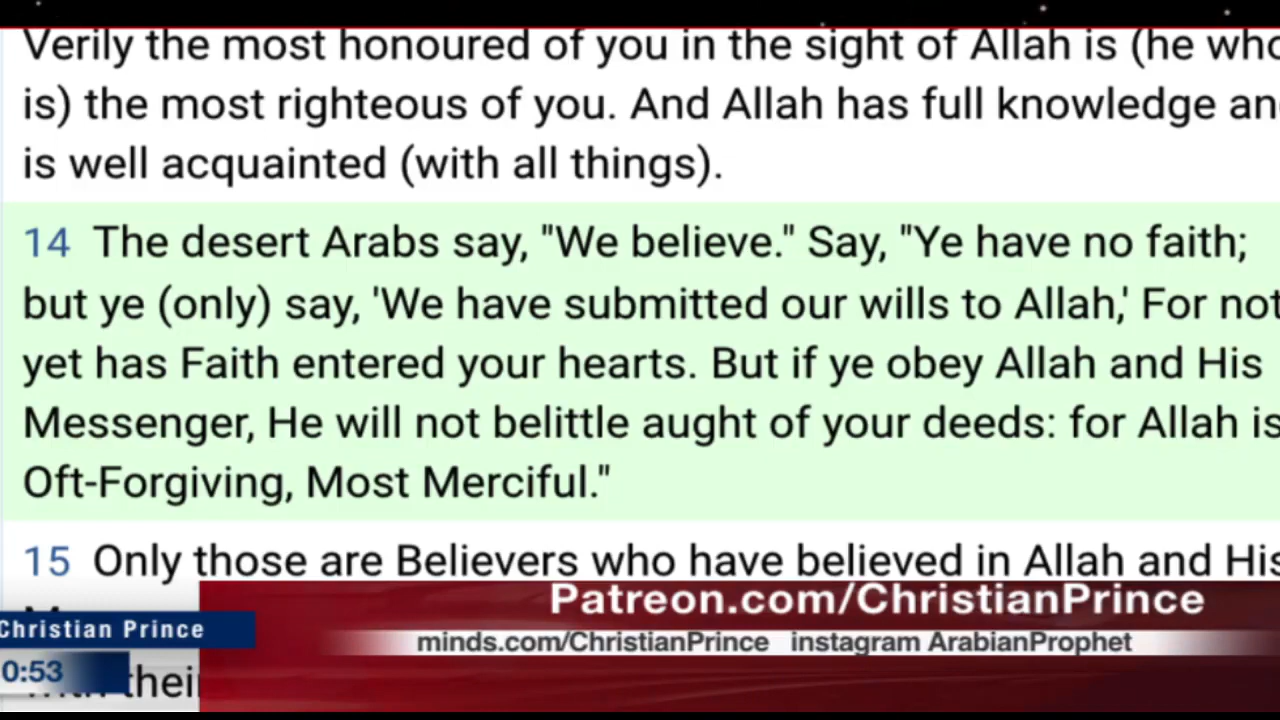 Verily the most honoured of you in the sight of Allah is (he who
is) the most righteous of you. And Allah has full knowledge an
is well acquainted (with all things).
14 The desert Arabs say, "We believe." Say, "Ye have no faith;
but ye (only) say, 'We have submitted our wills to Allah,' For not
yet has Faith entered your hearts. But if ye obey Allah and His
Messenger, He will not belittle aught of your deeds: for Allah is
Oft-Forgiving, Most Merciful."
15 Only those are Believers who have believed in Allah and His
Patreon.com/ChristianPrince
Christian Prince
minds.com/ChristianPrince instagram ArabianProphet
0:53